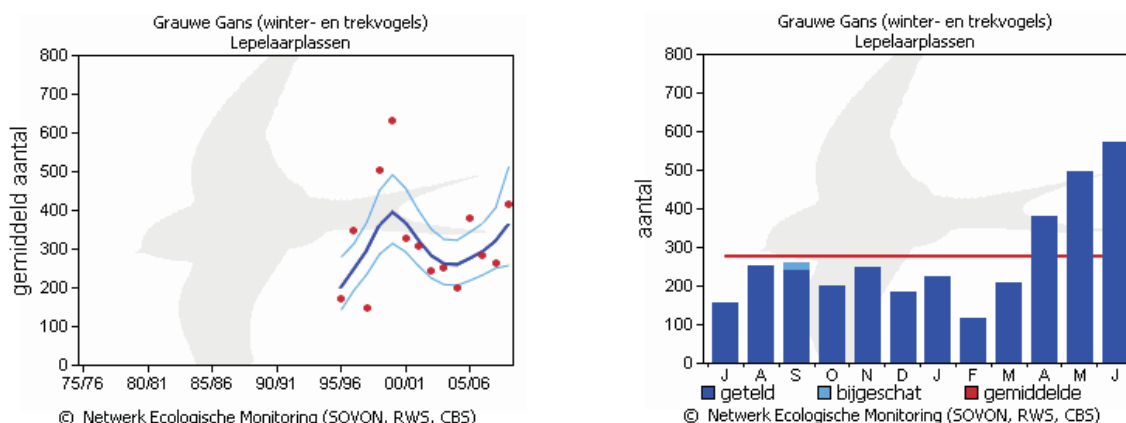 Grauwe Gans (winter- en trekvogels)
Lepelaarplassen
gemiddeld aantal
800
700
600
500
400
300
200
100
0
75/76 80/81 85/86 90/91 95/96 00/01 05/06
© Netwerk Ecologische Monitoring (SOVON, RWS, CBS)
Grauwe Gans (winter- en trekvogels)
Lepelaarplassen
aantal
800
700
600
500
400
300
200
100
0
J A S O N D J F M A M J
geteld bijgeschat gemiddelde
© Netwerk Ecologische Monitoring (SOVON, RWS, CBS)